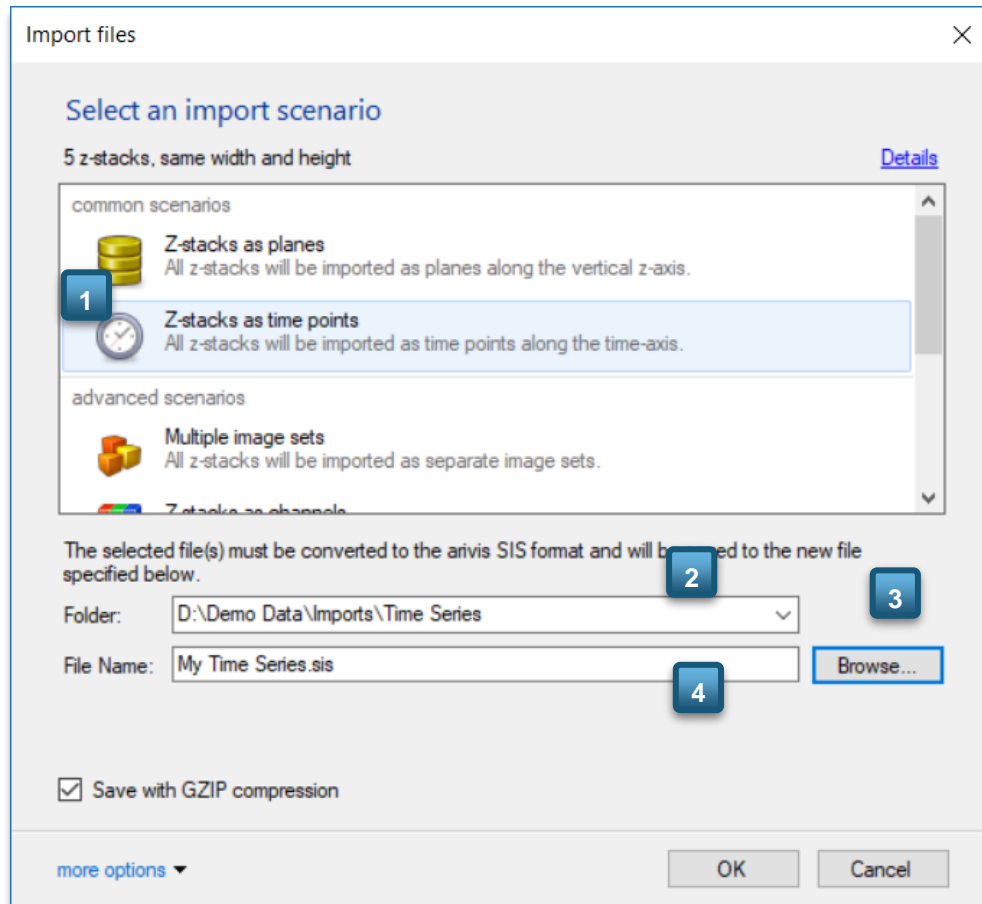 Import files
Select an import scenario
5 z-stacks, same width and height
Details
common scenarios
Z-stacks as planes
All z-stacks will be imported as planes along the vertical z-axis.
1
Z-stacks as time points
All z-stacks will be imported as time points along the time-axis.
advanced scenarios
Multiple image sets
All z-stacks will be imported as separate image sets.
Z-stacks as channels
The selected file(s) must be converted to the arivis SIS format and will be to the new file
specified below.
2
3
Folder: D:\Demo Data\Imports\Time Series
File Name: My Time Series.sis
Browse...
4
Save with GZIP compression
more options
OK
Cancel